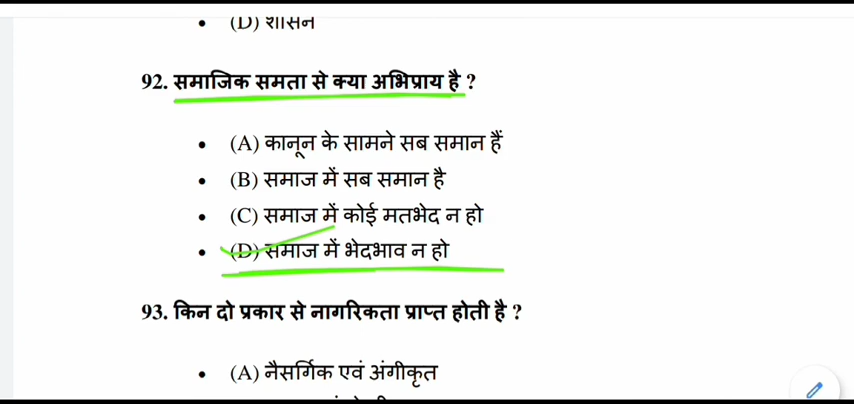 (D) शासन
92. समाजिक समता से क्या अभिप्राय है ?
(A) कानून के सामने सब समान हैं
(B) समाज में सब समान है
(C) समाज में कोई मतभेद न हो
(D) समाज में भेदभाव न हो
93. किन दो प्रकार से नागरिकता प्राप्त होती है ?
(A) नैसर्गिक एवं अंगीकृत